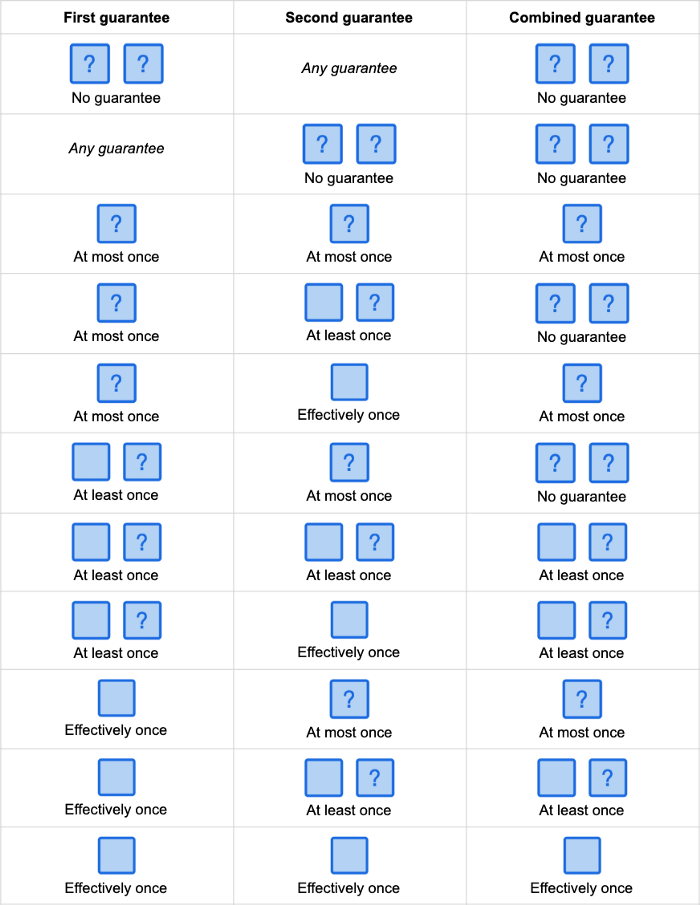 First guarantee Second guarantee Combined guarantee
? ? Any guarantee ? ?
No guarantee No guarantee
Any guarantee ? ? ? ?
No guarantee No guarantee
? ? ?
At most once At most once At most once
? ? ? ?
At most once At least once No guarantee
? ?
At most once Effectively once At most once
? ? ? ?
At least once At most once No guarantee
? ? ?
At least once At least once At least once
? ?
At least once Effectively once At least once
? ?
Effectively once At most once At most once
? ?
Effectively once At least once At least once
Effectively once Effectively once Effectively once